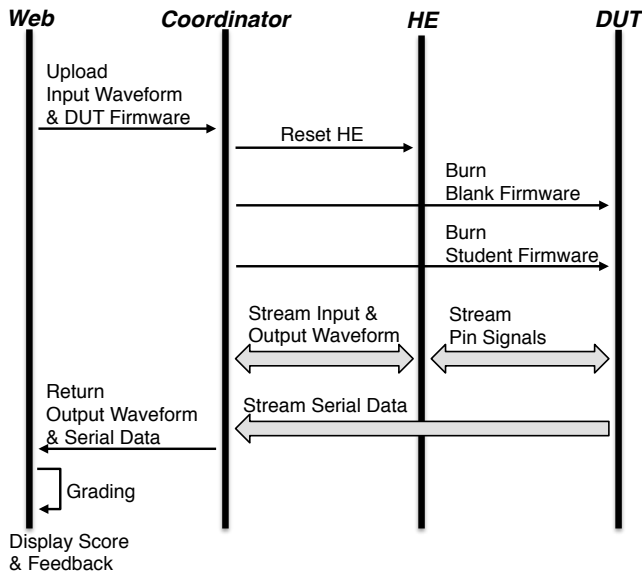 Web Coordinator HE DUT
Upload
Input Waveform
& DUT Firmware
Reset HE
Burn
Blank Firmware
Burn
Student Firmware
Stream Input &
Output Waveform
Stream
Pin Signals
Return
Output Waveform
& Serial Data
Stream Serial Data
Grading
Display Score
& Feedback